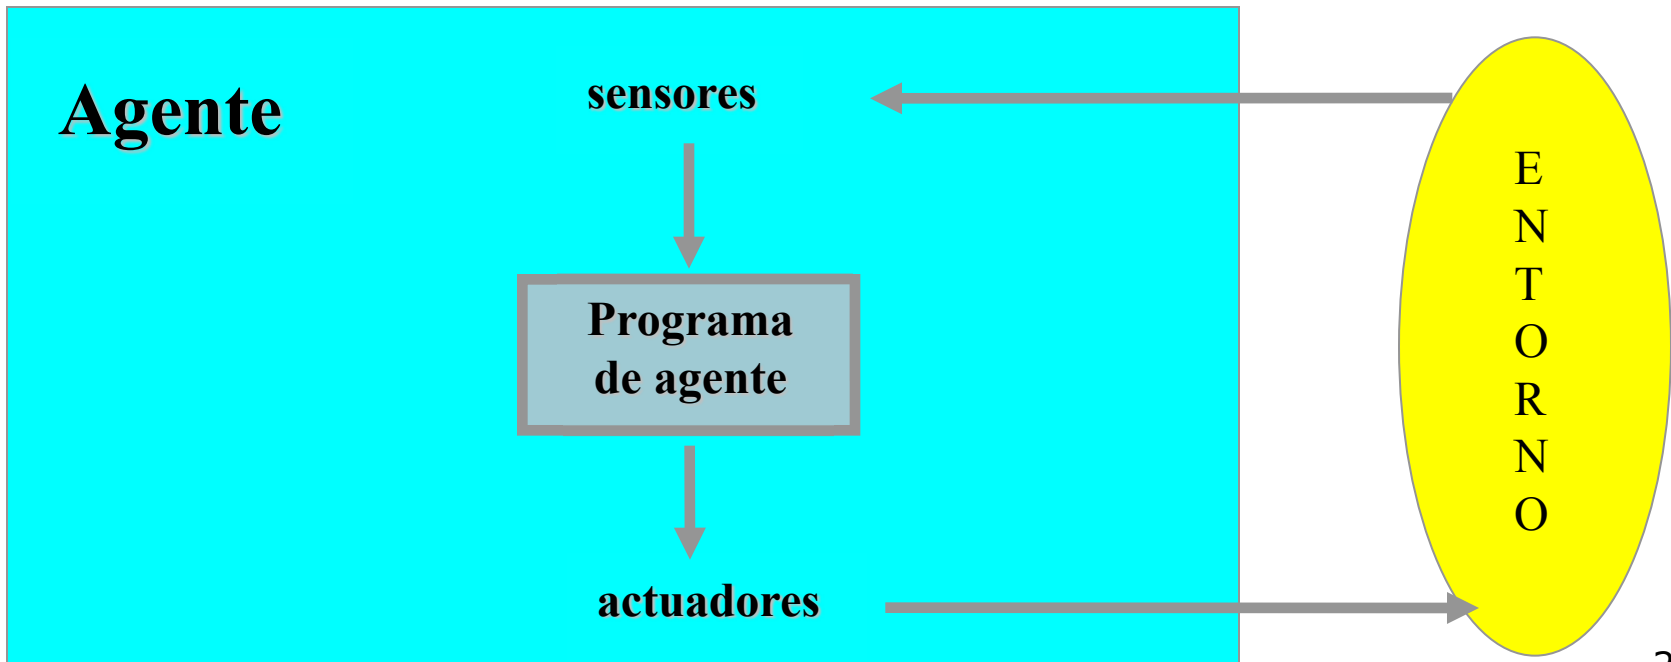 Agente
sensores
Programa
de agente
actuadores
E
N
T
O
R
N
O